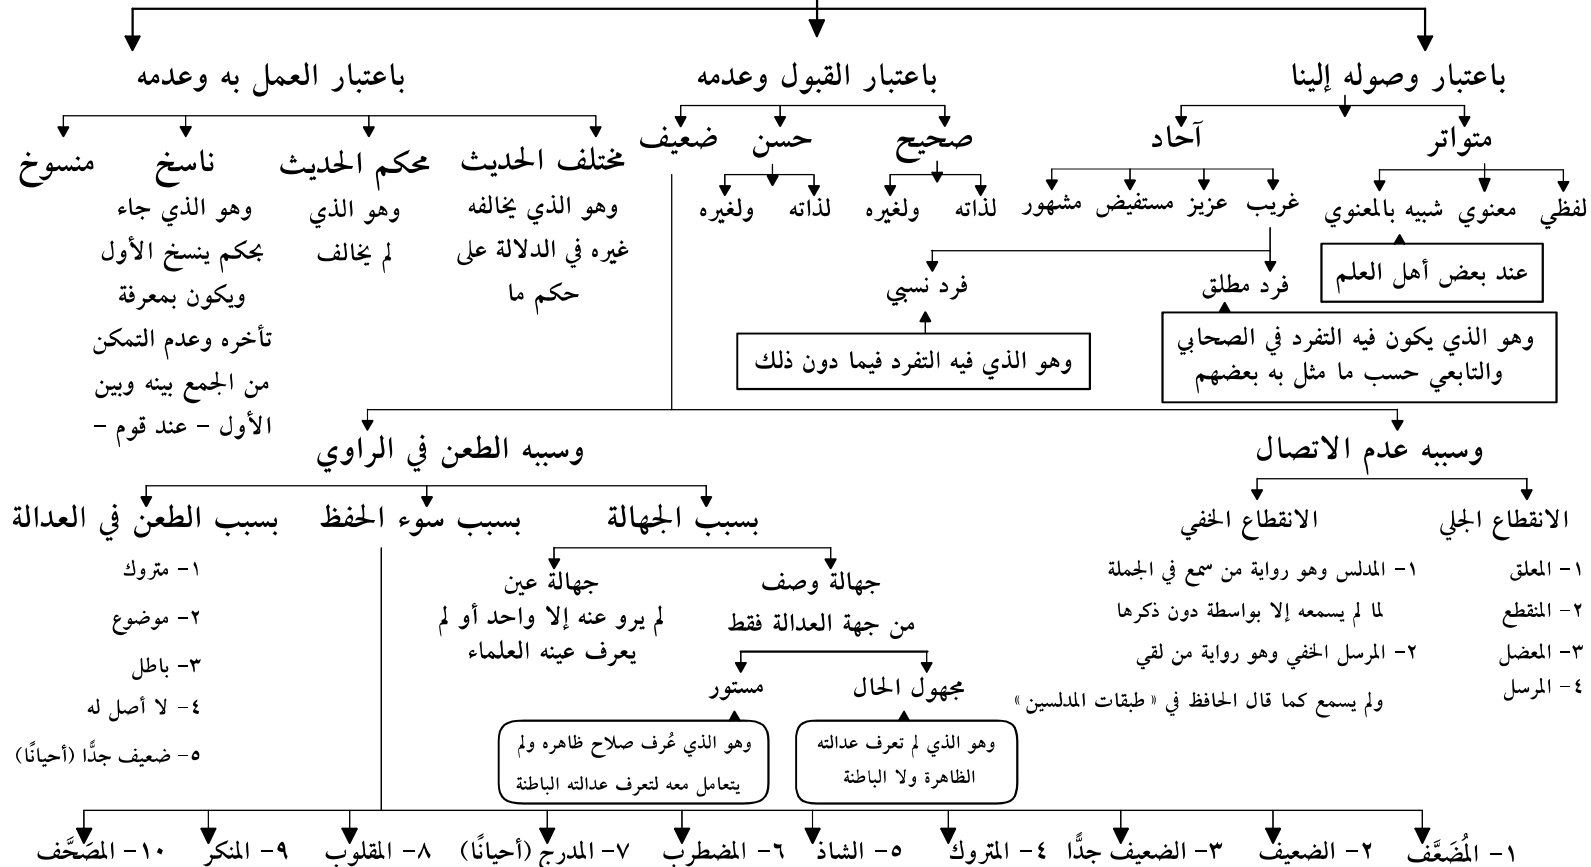 باعتبار وصوله إلينا
باعتبار القبول وعدمه
باعتبار العمل به وعدمه
متواتر
آحاد
صحيح
حسن
ضعيف
مختلف الحديث
محكم الحديث
ناسخ
منسوخ
لفظي
معنوي
شبيه بالمعنوي
غريب
عزيز
مستفيض
مشهور
لذاته
ولغيره
لذاته
ولغيره
وهو الذي يخالفه
غيره في الدلالة على
حكم ما
وهو الذي
لم يخالف
وهو الذي جاء
بحكم ينسخ الأول
ويكون بمعرفة
تأخره وعدم التمكن
من الجمع بينه وبين
الأول - عند قوم -
عند بعض أهل العلم
فرد مطلق
فرد نسبي
وهو الذي يكون فيه التفرد في الصحابي
والتابعي حسب ما مثل به بعضهم
وهو الذي فيه التفرد فيما دون ذلك
وسببه عدم الاتصال
وسببه الطعن في الراوي
الانقطاع الجلي
الانقطاع الخفي
بسبب الجهالة
بسبب سوء الحفظ
بسبب الطعن في العدالة
١- المعلق
٢- المنقطع
٣- المعضل
٤- المرسل
١- المدلس وهو رواية من سمع في الجملة
لما لم يسمعه إلا بواسطة دون ذكرها
٢- المرسل الخفي وهو رواية من لقي
ولم يسمع كما قال الحافظ في « طبقات المدلسين »
جهالة وصف
من جهة العدالة فقط
جهالة عين
لم يرو عنه إلا واحد أو لم
يعرف عينه العلماء
مجهول الحال
مستور
وهو الذي لم تعرف عدالته
الظاهرة ولا الباطنة
وهو الذي عُرف صلاح ظاهره ولم
يتعامل معه لتعرف عدالته الباطنة
١- متروك
٢- موضوع
٣- باطل
٤- لا أصل له
٥- ضعيف جدًّا (أحيانًا)
١- المُضَعَّف
٢- الضعيف
٣- الضعيف جدًّا
٤- المتروك
٥- الشاذ
٦- المضطرب
٧- المدرج (أحيانًا)
٨- المقلوب
٩- المنكر
١٠- المصَحَّف